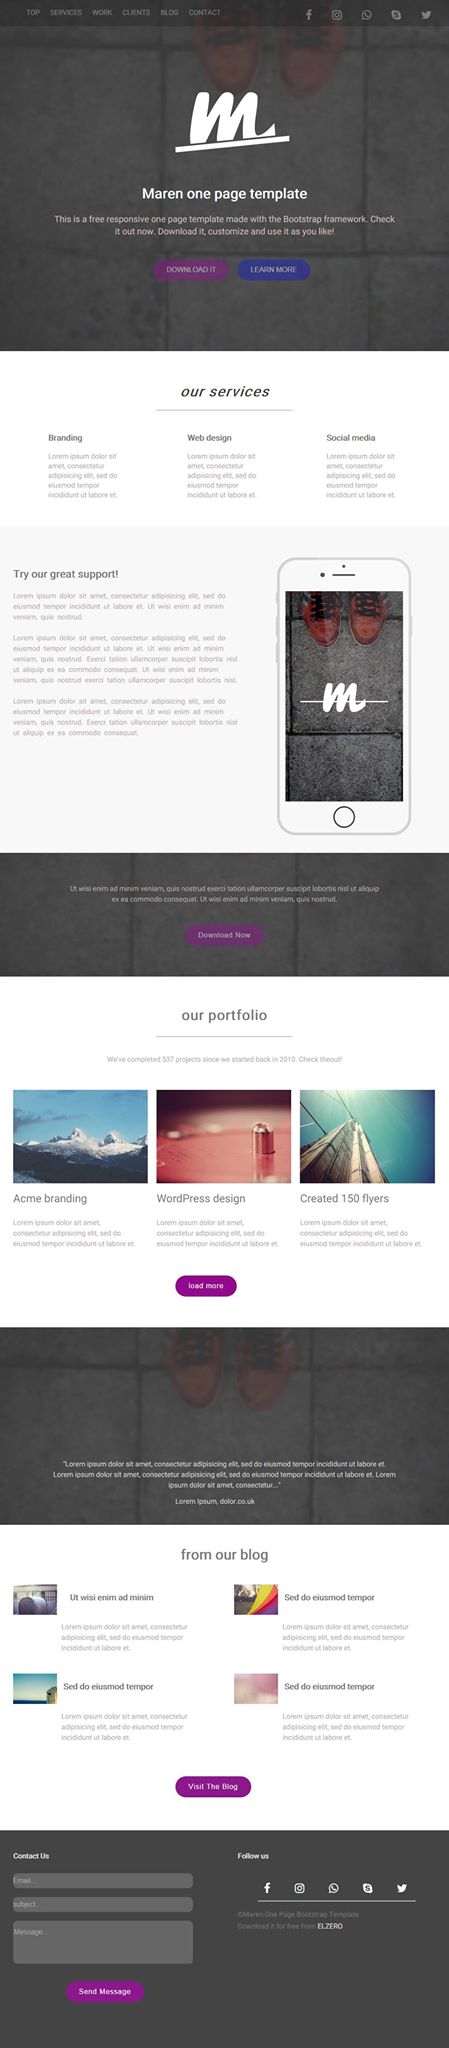 TOP SERVICES WORK CLIENTS BLOG CONTACT
m
Maren one page template
This is a free responsive one page template made with the Bootstrap framework. Check
it out now. Download it, customize and use it as you like!
DOWNLOAD IT LEARN MORE
our services
Branding
Lorem ipsum dolor sit
amet, consectetur
adipisicing elit, sed do
eiusmod tempor
incididunt ut labore et.
Web design
Lorem ipsum dolor sit
amet, consectetur
adipisicing elit, sed do
eiusmod tempor
incididunt ut labore et.
Social media
Lorem ipsum dolor sit
amet, consectetur
adipisicing elit, sed do
eiusmod tempor
incididunt ut labore et.
Try our great support!
Lorem ipsum dolor sit amet, consectetur adipisicing elit, sed do
eiusmod tempor incididunt ut labore et. Ut wisi enim ad minim
veniam, quis nostrud.
Lorem ipsum dolor sit amet, consectetur adipisicing elit, sed do
eiusmod tempor incididunt ut labore et. Ut wisi enim ad minim
veniam, quis nostrud. Exerci tation ullamcorper suscipit lobortis nisl
ut aliquip ex ea commodo consequat. Ut wisi enim ad minim
veniam, quis nostrud exerci tation ullamcorper suscipit lobortis nisl.
Lorem ipsum dolor sit amet, consectetur adipisicing elit, sed do
eiusmod tempor incididunt ut labore et. Ut wisi enim ad minim
veniam, quis nostrud. Exerci tation ullamcorper suscipit lobortis nisl
ut aliquip ex ea commodo consequat.
m
Ut wisi enim ad minim veniam, quis nostrud exerci tation ullamcorper suscipit lobortis nisl ut aliquip
ex ea commodo consequat. Ut wisi enim ad minim veniam, quis nostrud.
Download Now
our portfolio
We've completed 537 projects since we started back in 2010. Check theout!
Acme branding
Lorem ipsum dolor sit amet,
consectetur adipisicing elit, sed do
eiusmod tempor incididunt ut labore et.
WordPress design
Lorem ipsum dolor sit amet,
consectetur adipisicing elit, sed do
eiusmod tempor incididunt ut labore et.
Created 150 flyers
Lorem ipsum dolor sit amet,
consectetur adipisicing elit, sed do
eiusmod tempor incididunt ut labore et.
load more
"Lorem ipsum dolor sit amet, consectetur adipisicing elit, sed do eiusmod tempor incididunt ut labore et.
Lorem ipsum dolor sit amet, consectetur adipisicing elit, sed do eiusmod tempor incididunt ut labore et. Lorem
ipsum dolor sit amet, consectetur..."
Lorem Ipsum, dolor.co.uk
from our blog
Ut wisi enim ad minim
Lorem ipsum dolor sit amet, consectetur
adipisicing elit, sed do eiusmod tempor
incididunt ut labore et.
Sed do eiusmod tempor
Lorem ipsum dolor sit amet, consectetur
adipisicing elit, sed do eiusmod tempor
incididunt ut labore et.
Sed do eiusmod tempor
Lorem ipsum dolor sit amet, consectetur
adipisicing elit, sed do eiusmod tempor
incididunt ut labore et.
Sed do eiusmod tempor
Lorem ipsum dolor sit amet, consectetur
adipisicing elit, sed do eiusmod tempor
incididunt ut labore et.
Visit The Blog
Contact Us
Email...
subject...
Message...
Send Message
Follow us
©Maren One Page Bootstrap Template
Download it for free from ELZERO